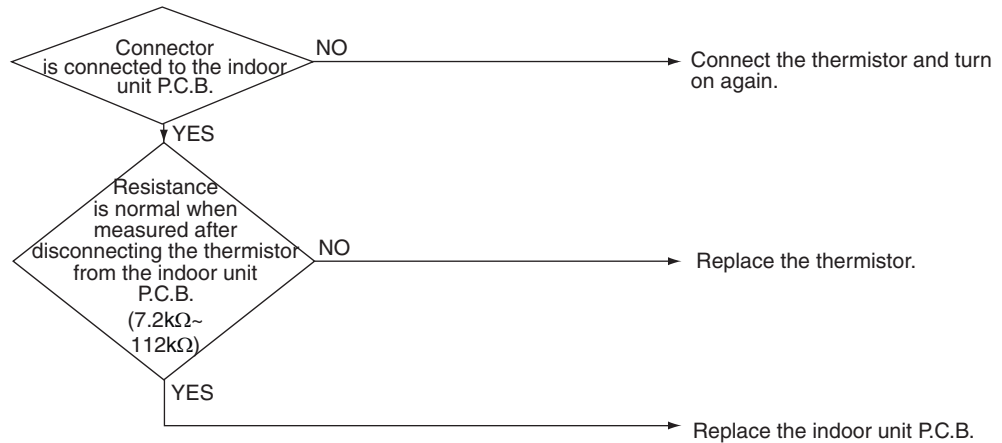 Connector
is connected to the indoor
unit P.C.B.
NO
Connect the thermistor and turn
on again.
YES
Resistance
is normal when
measured after
disconnecting the thermistor
from the indoor unit
P.C.B.
(7.2kΩ~
112kΩ)
NO
Replace the thermistor.
YES
Replace the indoor unit P.C.B.